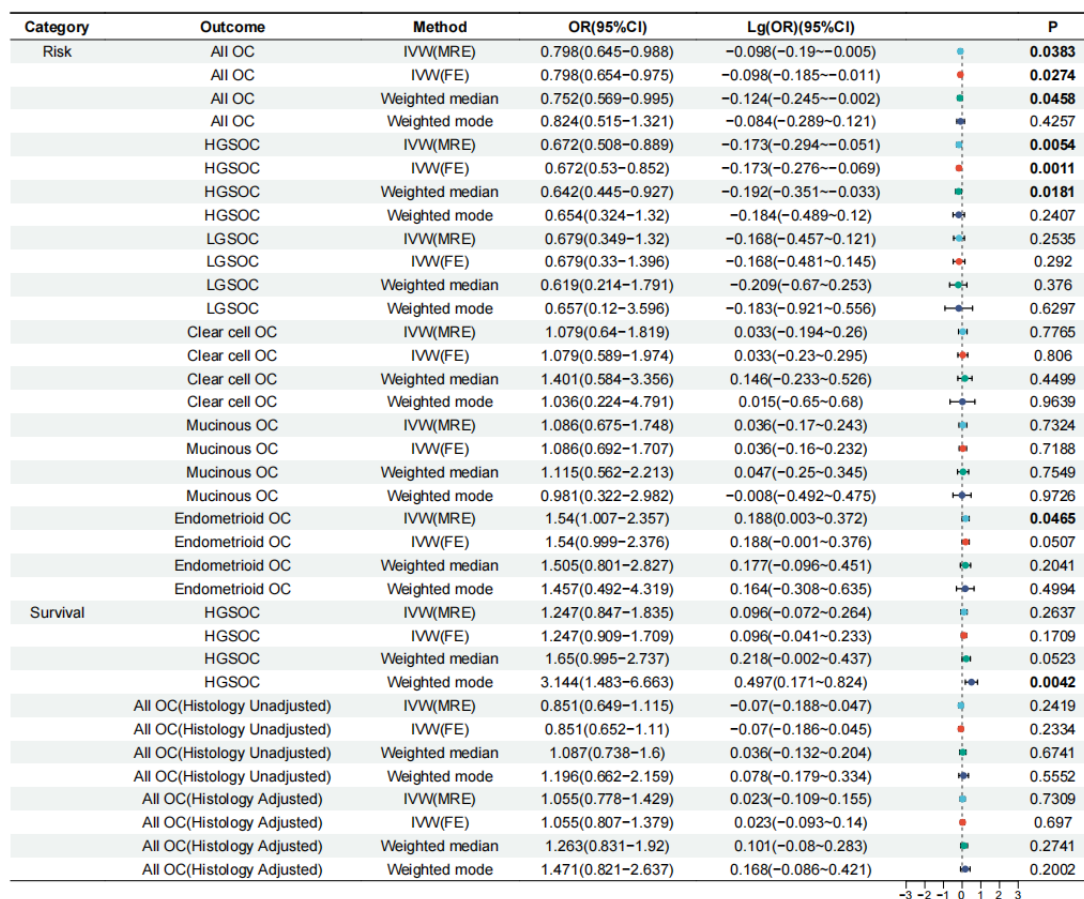 Category Outcome Method OR(95%CI) Lg(OR)(95%CI) P
Risk All OC IVW(MRE) 0.798(0.645−0.988) −0.098(−0.19~−0.005) 0.0383
All OC IVW(FE) 0.798(0.654−0.975) −0.098(−0.185~−0.011) 0.0274
All OC Weighted median 0.752(0.569−0.995) −0.124(−0.245~−0.002) 0.0458
All OC Weighted mode 0.824(0.515−1.321) −0.084(−0.289~0.121) 0.4257
HGSOC IVW(MRE) 0.672(0.508−0.889) −0.173(−0.294~−0.051) 0.0054
HGSOC IVW(FE) 0.672(0.53−0.852) −0.173(−0.276~−0.069) 0.0011
HGSOC Weighted median 0.642(0.445−0.927) −0.192(−0.351~−0.033) 0.0181
HGSOC Weighted mode 0.654(0.324−1.32) −0.184(−0.489~0.12) 0.2407
LGSOC IVW(MRE) 0.679(0.349−1.32) −0.168(−0.457~0.121) 0.2535
LGSOC IVW(FE) 0.679(0.33−1.396) −0.168(−0.481~0.145) 0.292
LGSOC Weighted median 0.619(0.214−1.791) −0.209(−0.67~0.253) 0.376
LGSOC Weighted mode 0.657(0.12−3.596) −0.183(−0.921~0.556) 0.6297
Clear cell OC IVW(MRE) 1.079(0.64−1.819) 0.033(−0.194~0.26) 0.7765
Clear cell OC IVW(FE) 1.079(0.589−1.974) 0.033(−0.23~0.295) 0.806
Clear cell OC Weighted median 1.401(0.584−3.356) 0.146(−0.233~0.526) 0.4499
Clear cell OC Weighted mode 1.036(0.224−4.791) 0.015(−0.65~0.68) 0.9639
Mucinous OC IVW(MRE) 1.086(0.675−1.748) 0.036(−0.17~0.243) 0.7324
Mucinous OC IVW(FE) 1.086(0.692−1.707) 0.036(−0.16~0.232) 0.7188
Mucinous OC Weighted median 1.115(0.562−2.213) 0.047(−0.25~0.345) 0.7549
Mucinous OC Weighted mode 0.981(0.322−2.982) −0.008(−0.492~0.475) 0.9726
Endometrioid OC IVW(MRE) 1.54(1.007−2.357) 0.188(0.003~0.372) 0.0465
Endometrioid OC IVW(FE) 1.54(0.999−2.376) 0.188(−0.001~0.376) 0.0507
Endometrioid OC Weighted median 1.505(0.801−2.827) 0.177(−0.096~0.451) 0.2041
Endometrioid OC Weighted mode 1.457(0.492−4.319) 0.164(−0.308~0.635) 0.4994
Survival HGSOC IVW(MRE) 1.247(0.847−1.835) 0.096(−0.072~0.264) 0.2637
HGSOC IVW(FE) 1.247(0.909−1.709) 0.096(−0.041~0.233) 0.1709
HGSOC Weighted median 1.65(0.995−2.737) 0.218(−0.002~0.437) 0.0523
HGSOC Weighted mode 3.144(1.483−6.663) 0.497(0.171~0.824) 0.0042
All OC(Histology Unadjusted) IVW(MRE) 0.851(0.649−1.115) −0.07(−0.188~0.047) 0.2419
All OC(Histology Unadjusted) IVW(FE) 0.851(0.652−1.11) −0.07(−0.186~0.045) 0.2334
All OC(Histology Unadjusted) Weighted median 1.087(0.738−1.6) 0.036(−0.132~0.204) 0.6741
All OC(Histology Unadjusted) Weighted mode 1.196(0.662−2.159) 0.078(−0.179~0.334) 0.5552
All OC(Histology Adjusted) IVW(MRE) 1.055(0.778−1.429) 0.023(−0.109~0.155) 0.7309
All OC(Histology Adjusted) IVW(FE) 1.055(0.807−1.379) 0.023(−0.093~0.14) 0.697
All OC(Histology Adjusted) Weighted median 1.263(0.831−1.92) 0.101(−0.08~0.283) 0.2741
All OC(Histology Adjusted) Weighted mode 1.471(0.821−2.637) 0.168(−0.086~0.421) 0.2002
−3 −2 −1 0 1 2 3